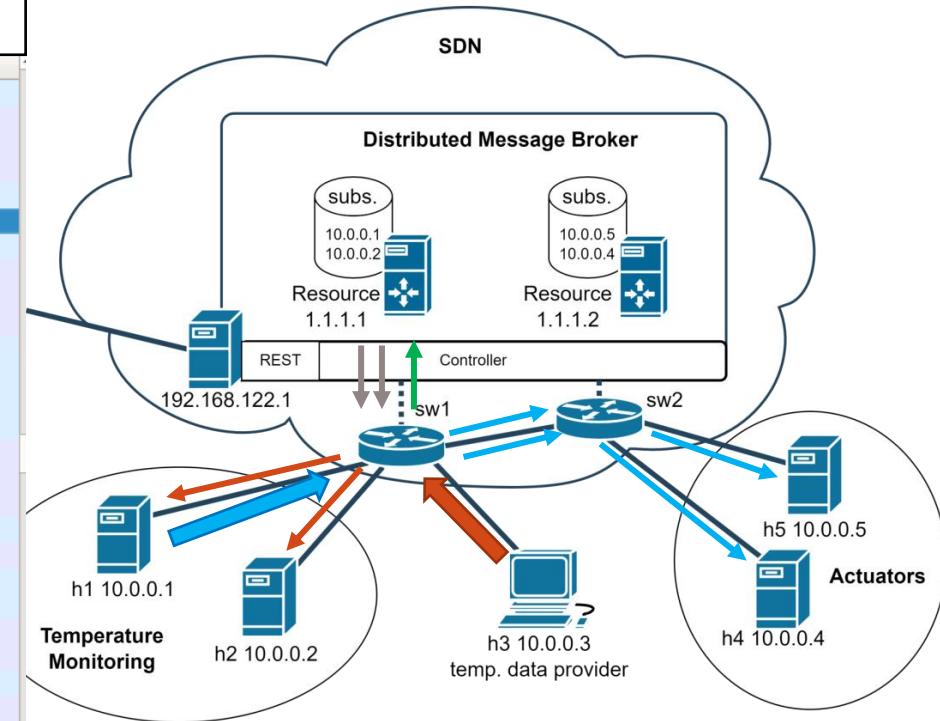 SDN
Distributed Message Broker
subs.
10.0.0.1
10.0.0.2
Resource
1.1.1.1
subs.
10.0.0.5
10.0.0.4
Resource
1.1.1.2
REST
Controller
192.168.122.1
sw1
sw2
h1 10.0.0.1
h2 10.0.0.2
Temperature
Monitoring
h3 10.0.0.3
temp. data provider
h5 10.0.0.5
Actuators
h4 10.0.0.4